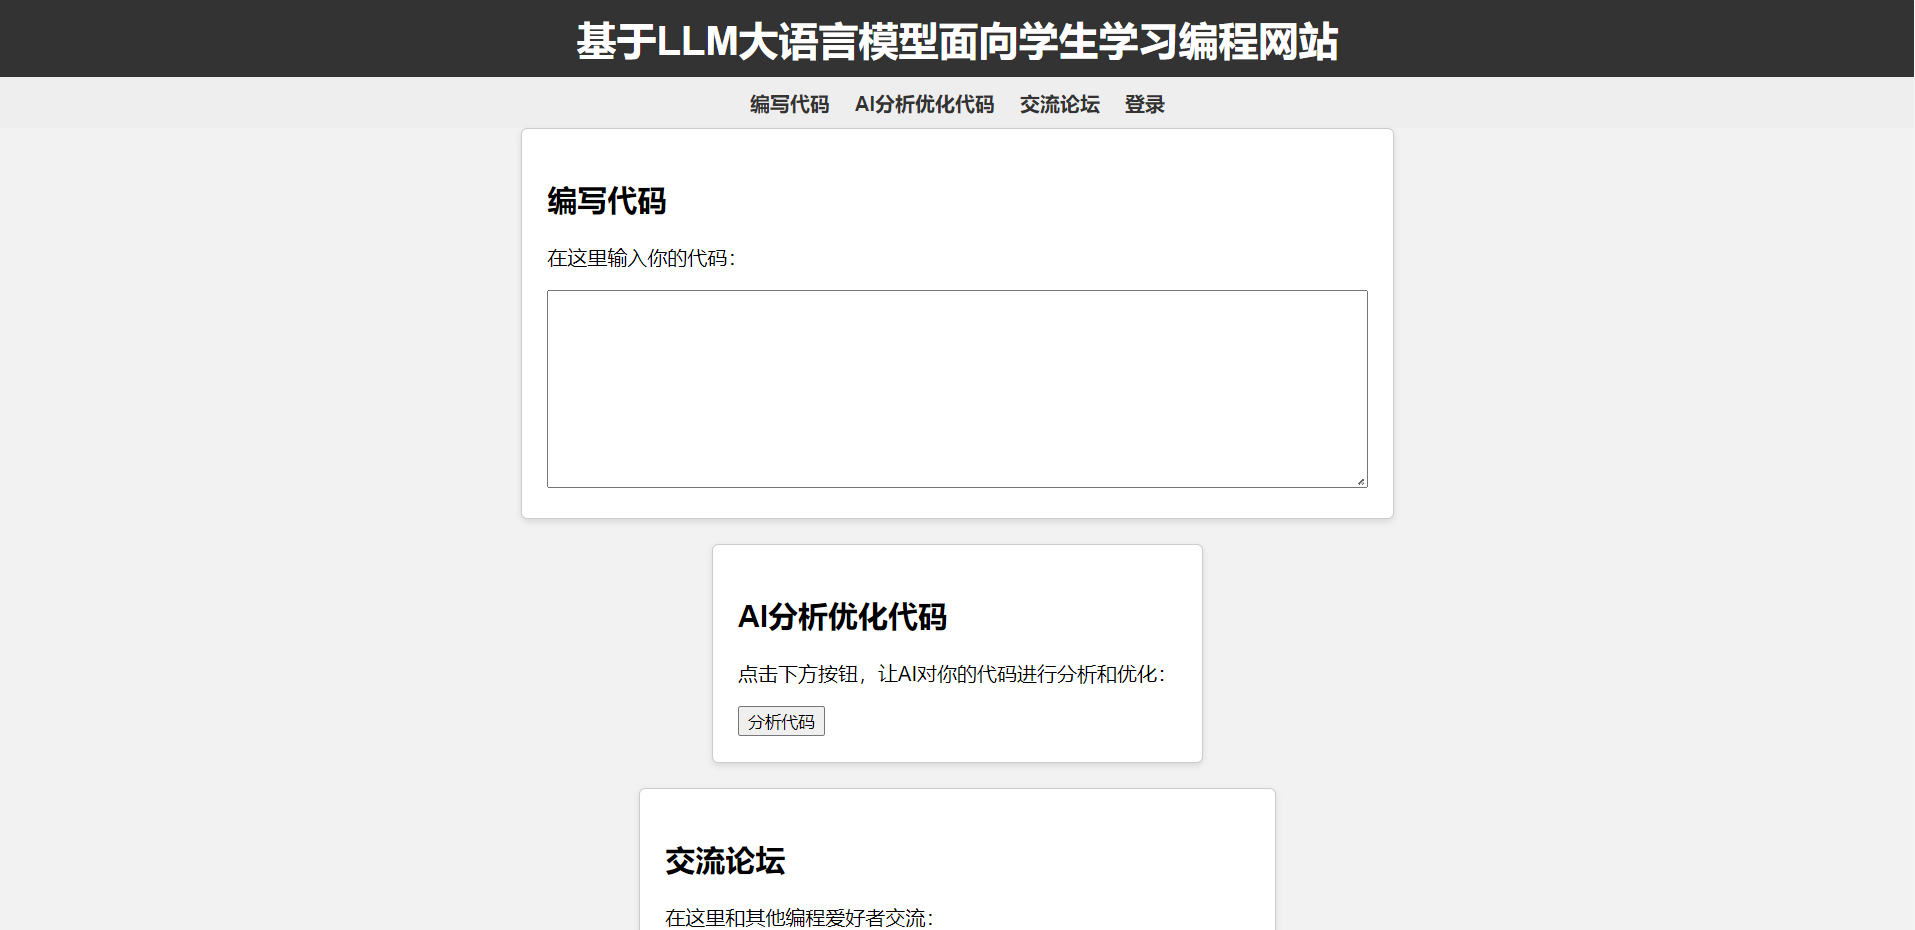 基于LLM大语言模型面向学生学习编程网站
编写代码 AI分析优化代码 交流论坛 登录
编写代码
在这里输入你的代码：
AI分析优化代码
点击下方按钮，让AI对你的代码进行分析和优化：
分析代码
交流论坛
在这里和其他编程爱好者交流：